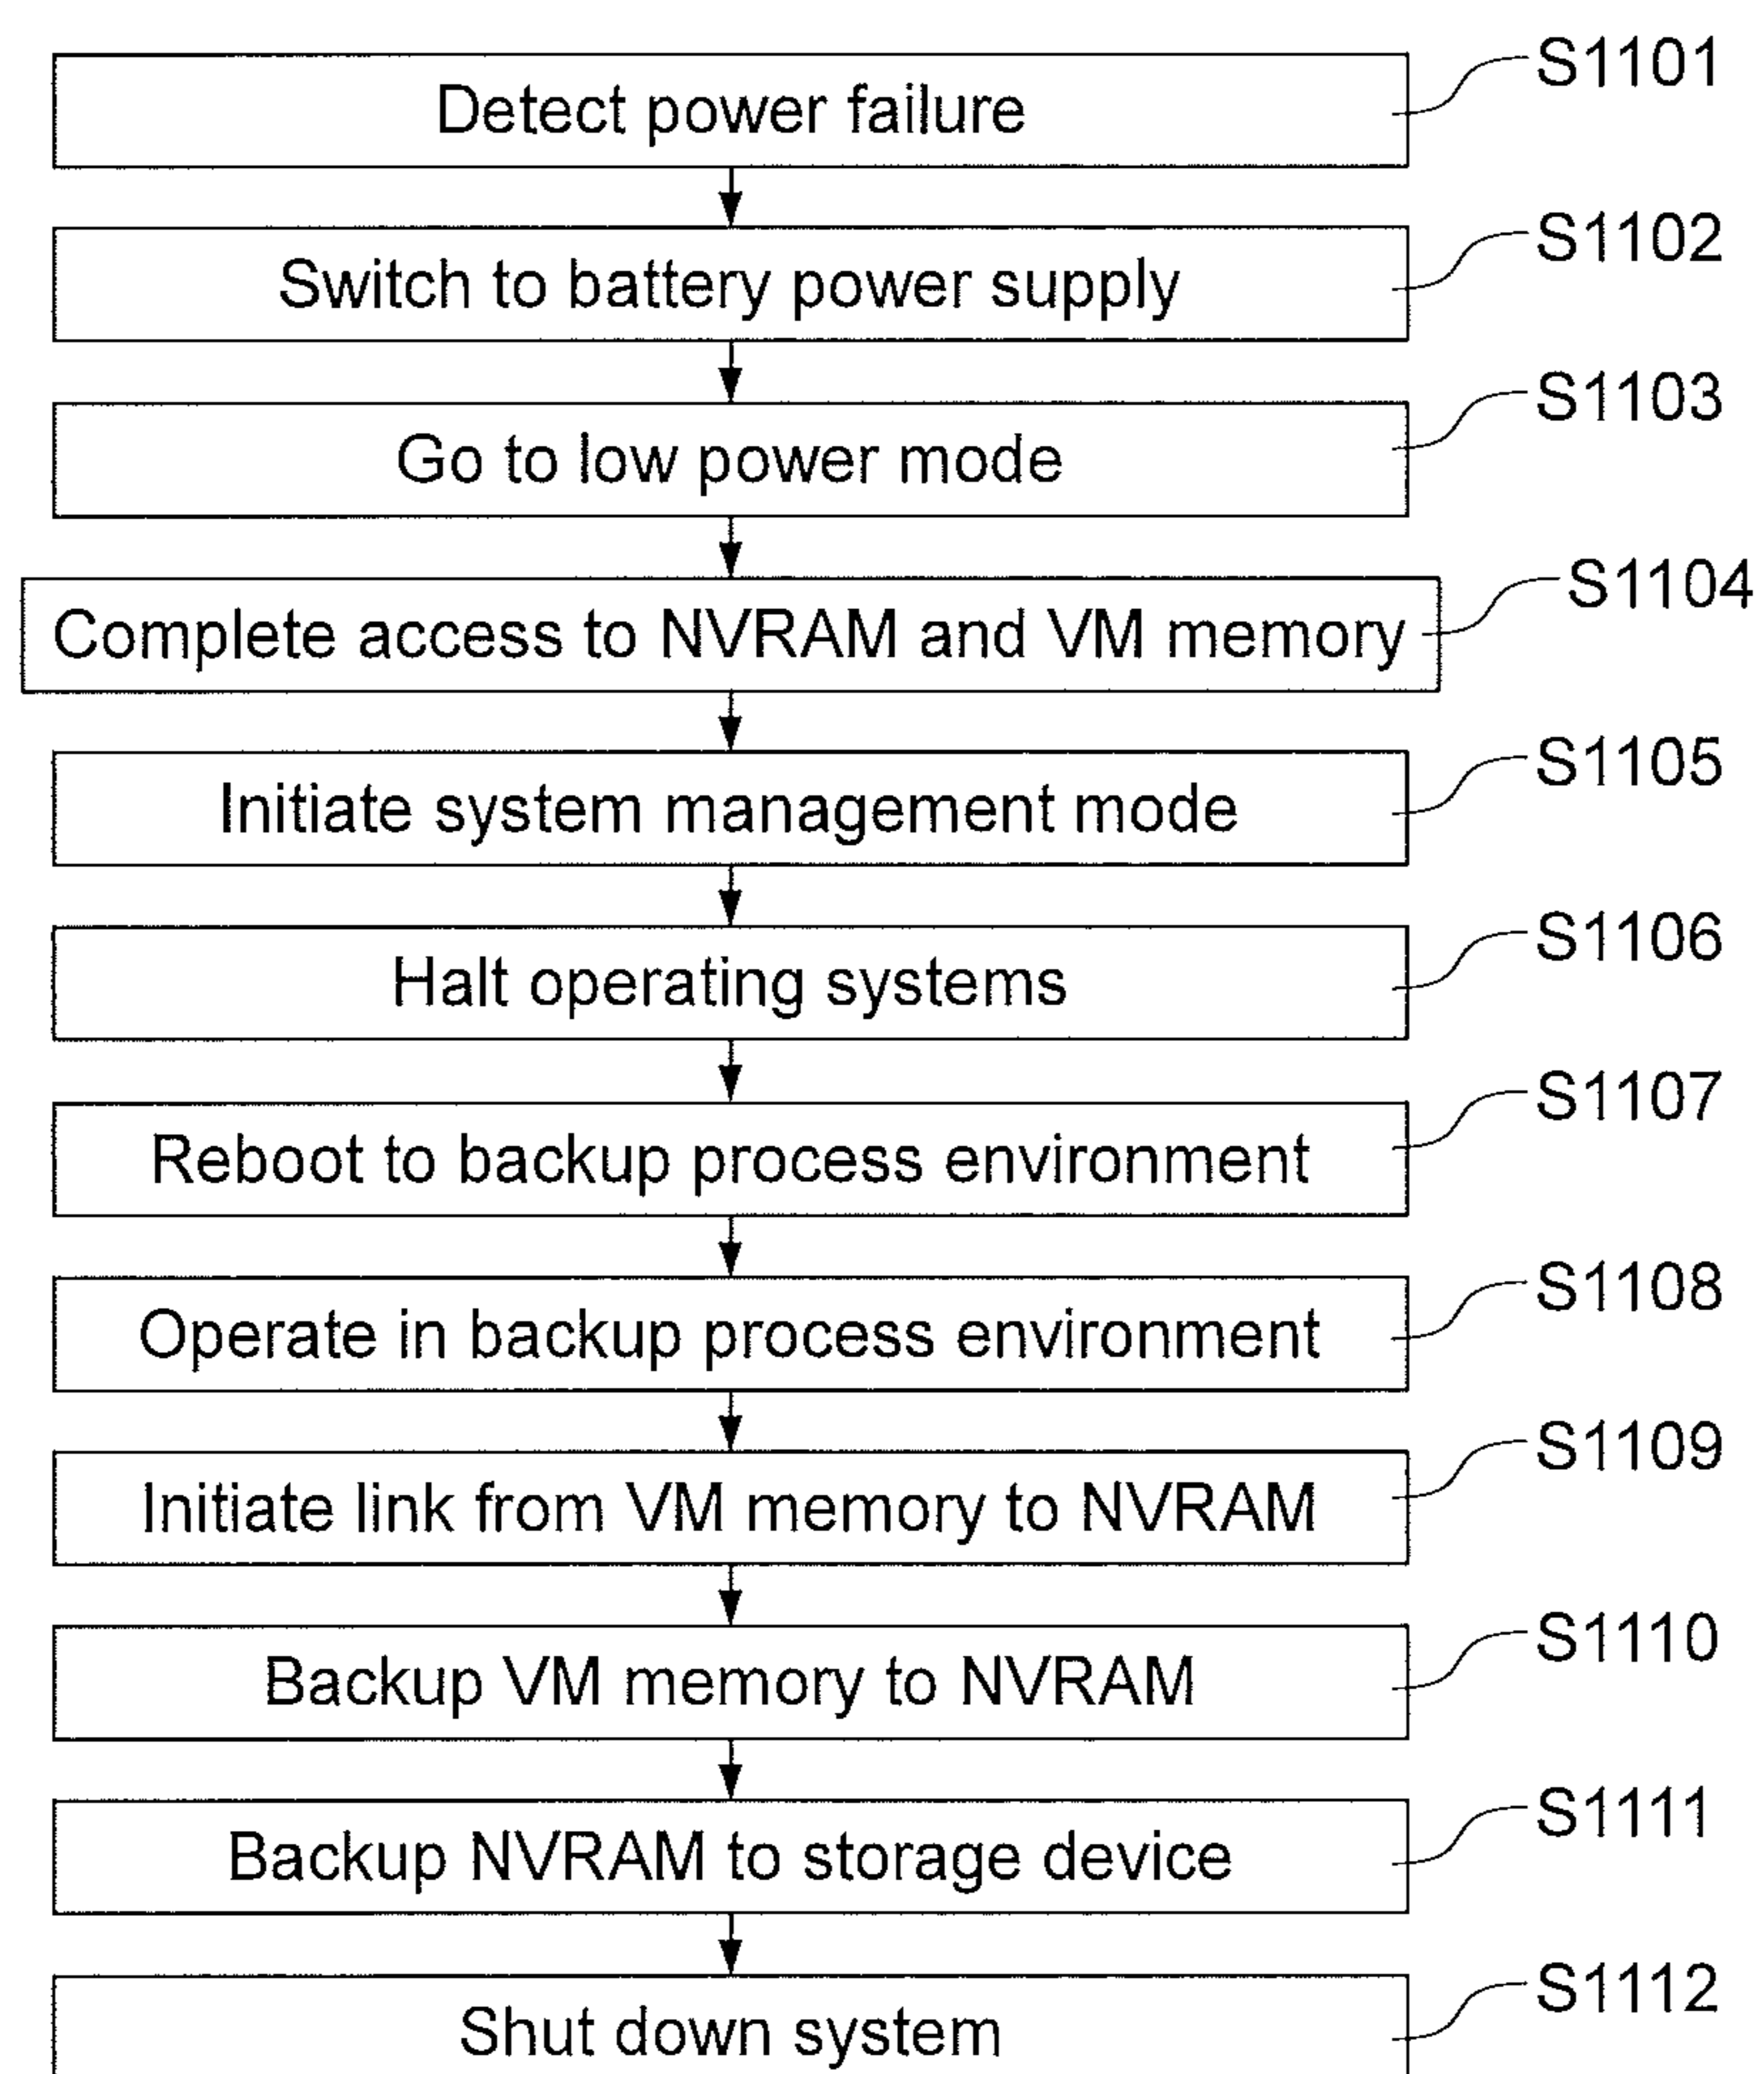 S1101
Detect power failure
S1102
Switch to battery power supply
S1103
Go to low power mode
S1104
Complete access to NVRAM and VM memory
S1105
Initiate system management mode
S1106
Halt operating systems
S1107
Reboot to backup process environment
S1108
Operate in backup process environment
S1109
Initiate link from VM memory to NVRAM
S1110
Backup VM memory to NVRAM
S1111
Backup NVRAM to storage device
S1112
Shut down system